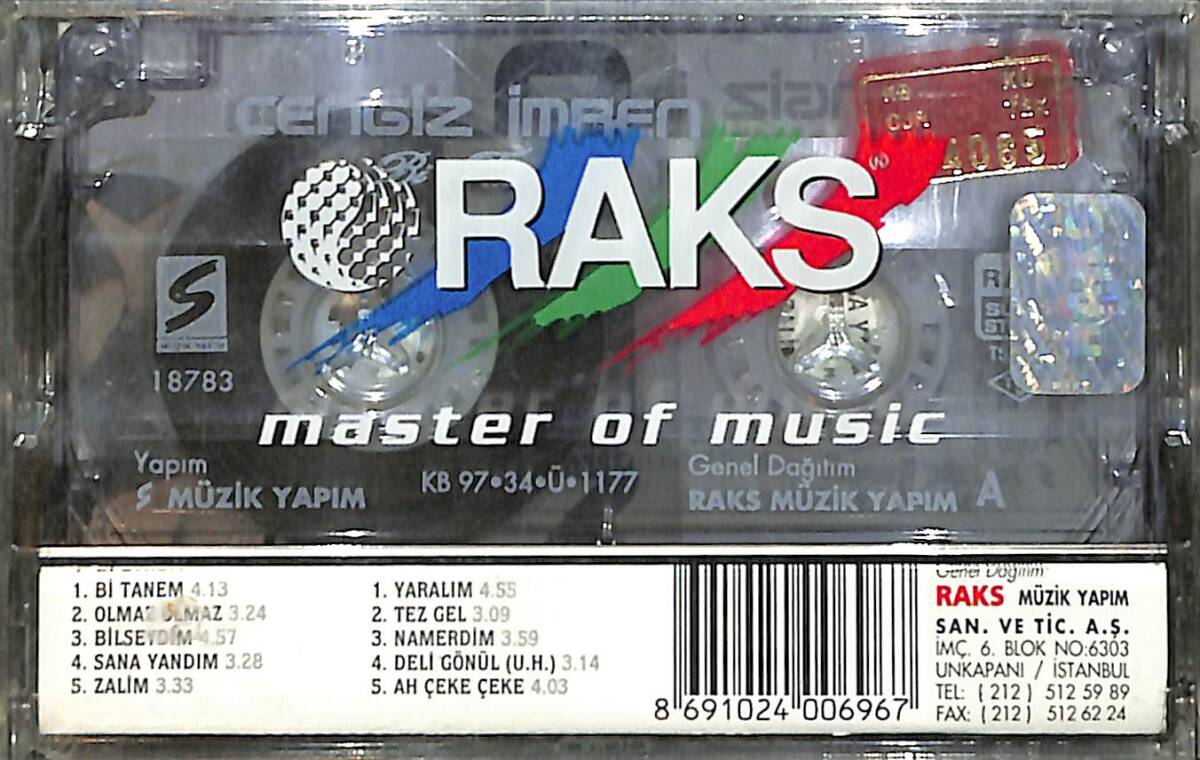 CENGİZ İMREN
KÜ
4085
RAKS®
S
18783
master of music
Yapım
S MÜZİK YAPIM
KB 97•34•Ü•1177
Genel Dağıtım
RAKS MÜZİK YAPIM A
1. Bİ TANEM 4.13
2. OLMAZ OLMAZ 3.24
3. BİLSEYDİM 4.57
4. SANA YANDIM 3.28
5. ZALİM 3.33
1. YARALIM 4.55
2. TEZ GEL 3.09
3. NAMERDİM 3.59
4. DELİ GÖNÜL (U.H.) 3.14
5. AH ÇEKE ÇEKE 4.03
8 691024 006967
Genel Dağıtım
RAKS MÜZİK YAPIM
SAN. VE TİC. A.Ş.
İMÇ. 6. BLOK NO:6303
UNKAPANI / İSTANBUL
TEL: (212) 512 59 89
FAX: (212) 512 62 24